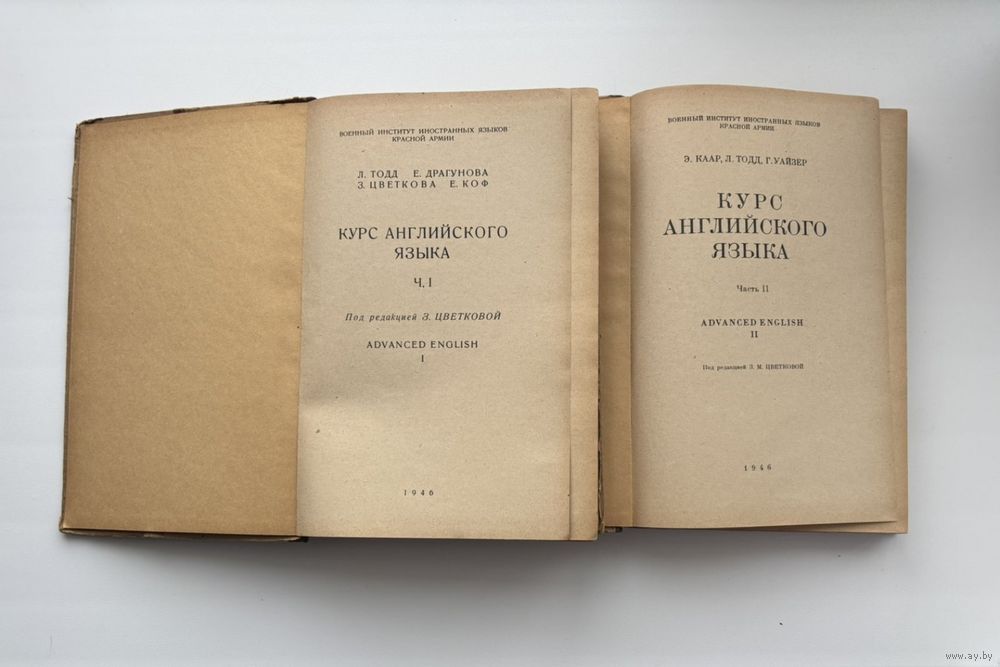 ВОЕННЫЙ ИНСТИТУТ ИНОСТРАННЫХ ЯЗЫКОВ
КРАСНОЙ АРМИИ
Л. ТОДД Е. ДРАГУНОВА
З. ЦВЕТКОВА Е. КОФ
КУРС АНГЛИЙСКОГО
ЯЗЫКА
Ч. I
Под редакцией З. ЦВЕТКОВОЙ
ADVANCED ENGLISH
I
1946
ВОЕННЫЙ ИНСТИТУТ ИНОСТРАННЫХ ЯЗЫКОВ
КРАСНОЙ АРМИИ
Э. КААР, Л. ТОДД, Г. УАЙЗЕР
КУРС
АНГЛИЙСКОГО
ЯЗЫКА
Часть II
ADVANCED ENGLISH
II
Под редакцией З. М. ЦВЕТКОВОЙ
1946
www.ay.by